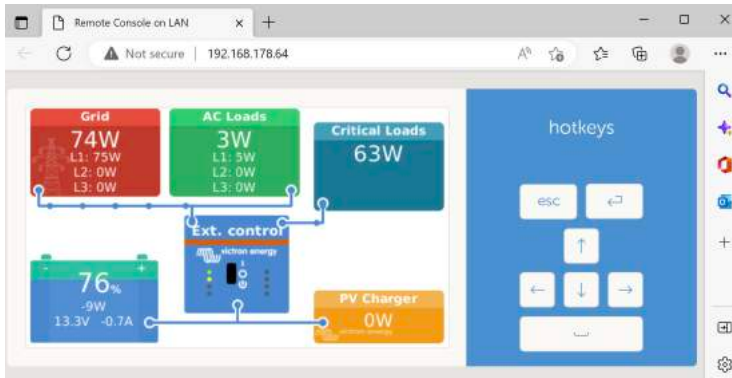 Remote Console on LAN
Not secure
192.168.178.64
Grid
74W
L1: 75W
L2: 0W
L3: 0W
AC Loads
3W
L1: 5W
L2: 0W
L3: 0W
Critical Loads
63W
Ext. control
victron energy
76%
-9W
13.3V -0.7A
PV Charger
0W
victron energy
hotkeys
esc